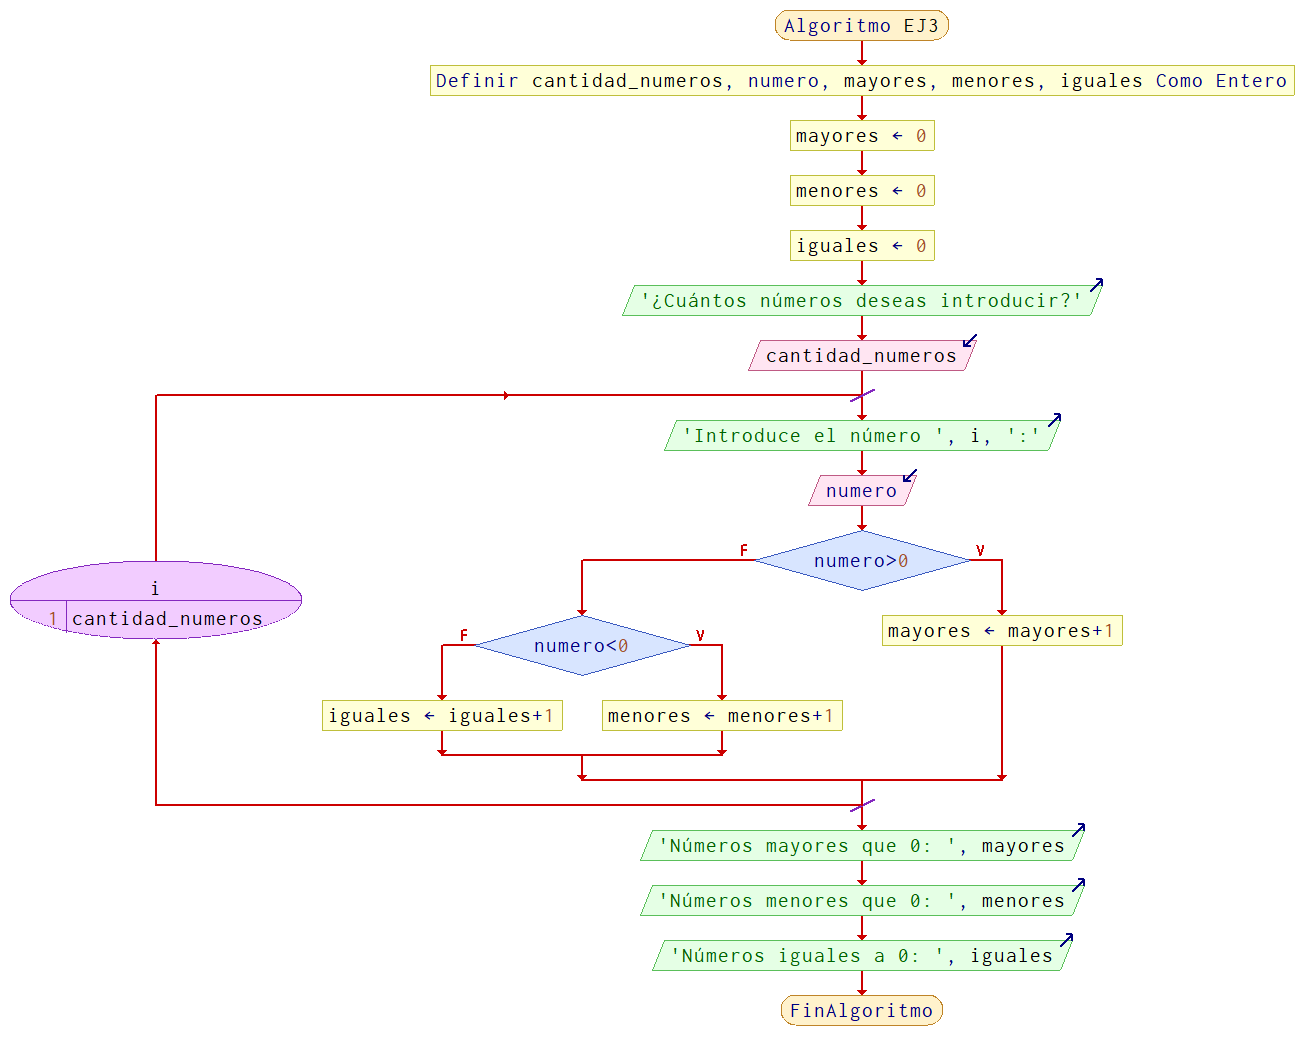 Algoritmo EJ3
Definir cantidad_numeros, numero, mayores, menores, iguales Como Entero
mayores ← 0
menores ← 0
iguales ← 0
'¿Cuántos números deseas introducir?'
cantidad_numeros
'Introduce el número ', i, ':'
numero
numero>0
F
V
i
1 cantidad_numeros
mayores ← mayores+1
numero<0
F
V
iguales ← iguales+1
menores ← menores+1
'Números mayores que 0: ', mayores
'Números menores que 0: ', menores
'Números iguales a 0: ', iguales
FinAlgoritmo